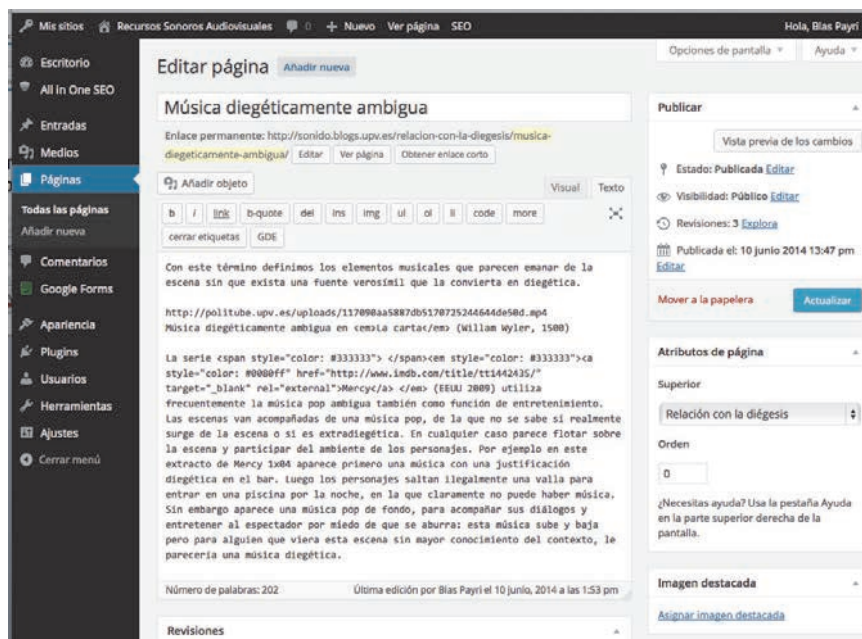 Mis sitios Recursos Sonoros Audiovisuales 0 + Nuevo Ver página SEO Hola, Blas Payri
Escritorio
All in One SEO
Entradas
Medios
Páginas
Todas las páginas
Añadir nueva
Comentarios
Google Forms
Apariencia
Plugins
Usuarios
Herramientas
Ajustes
Cerrar menú
Opciones de pantalla Ayuda
Editar página Añadir nueva
Música diegéticamente ambigua
Enlace permanente: http://sonido.blogs.upv.es/relacion-con-la-diegesis/musica-
diegeticamente-ambigua/ Editar Ver página Obtener enlace corto
Añadir objeto Visual Texto
b i link b-quote del ins img ul ol li code more
cerrar etiquetas GDE
Con este término definimos los elementos musicales que parecen emanar de la
escena sin que exista una fuente verosímil que la convierta en diegética.
http://politube.upv.es/uploads/117090aa5887db5170725244644de50d.mp4
Música diegéticamente ambigua en <em>La carta</em> (Willam Wyler, 1500)
La serie <span style="color: #333333"> </span><em style="color: #333333"><a
style="color: #0080ff" href="http://www.imdb.com/title/tt1442435/"
target="_blank" rel="external">Mercy</a> </em> (EEUU 2009) utiliza
frecuentemente la música pop ambigua también como función de entretenimiento.
Las escenas van acompañadas de una música pop, de la que no se sabe si realmente
surge de la escena o si es extradiegética. En cualquier caso parece flotar sobre
la escena y participar del ambiente de los personajes. Por ejemplo en este
extracto de Mercy 1x04 aparece primero una música con una justificación
diegética en el bar. Luego los personajes saltan ilegalmente una valla para
entrar en una piscina por la noche, en la que claramente no puede haber música.
Sin embargo aparece una música pop de fondo, para acompañar sus diálogos y
entretener al espectador por miedo de que se aburra: esta música sube y baja
pero para alguien que viera esta escena sin mayor conocimiento del contexto, le
parecería una música diegética.
Número de palabras: 202 Última edición por Blas Payri el 10 junio, 2014 a las 1:53 pm
Revisiones
Publicar
Vista previa de los cambios
Estado: Publicada Editar
Visibilidad: Público Editar
Revisiones: 3 Explora
Publicada el: 10 junio 2014 13:47 pm
Editar
Mover a la papelera Actualizar
Atributos de página
Superior
Relación con la diégesis
Orden
0
¿Necesitas ayuda? Usa la pestaña Ayuda
en la parte superior derecha de la
pantalla.
Imagen destacada
Asignar imagen destacada